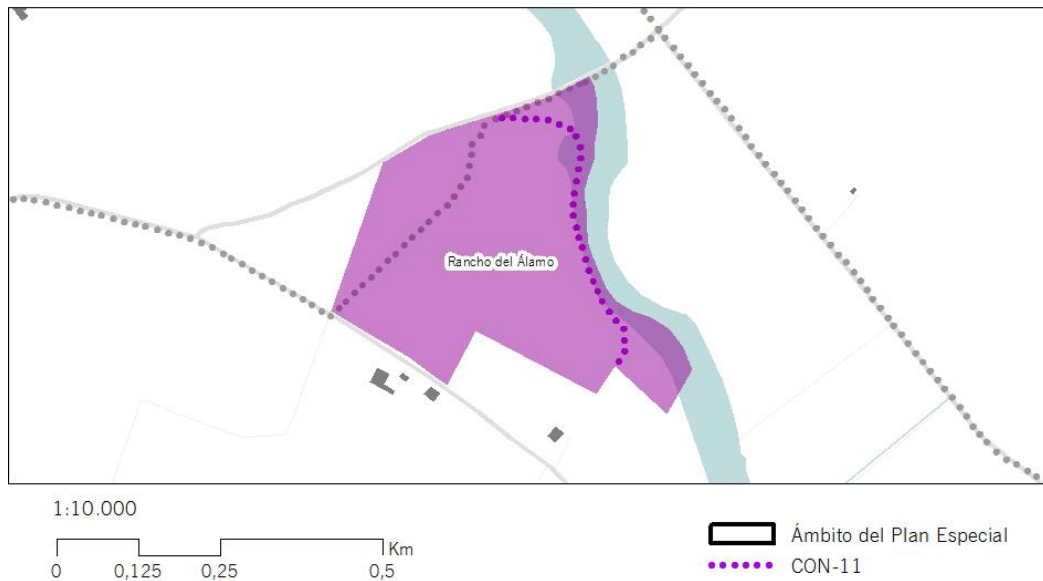 Rancho del Álamo
1:10.000
Km
0 0,125 0,25 0,5
Ámbito del Plan Especial
CON-11